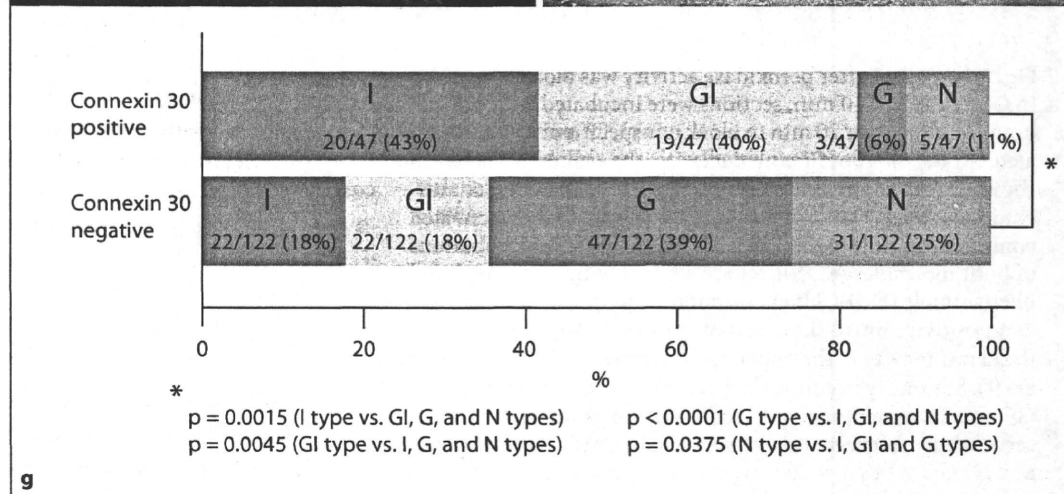 Connexin 30
positive
I
GI
G
N
20/47 (43%)
19/47 (40%)
3/47 (6%)
5/47 (11%)
*
Connexin 30
negative
I
GI
G
N
22/122 (18%)
22/122 (18%)
47/122 (39%)
31/122 (25%)
0
20
40
60
80
100
%
*
p = 0.0015 (I type vs. GI, G, and N types)
p < 0.0001 (G type vs. I, GI, and N types)
p = 0.0045 (GI type vs. I, G, and N types)
p = 0.0375 (N type vs. I, GI and G types)
g